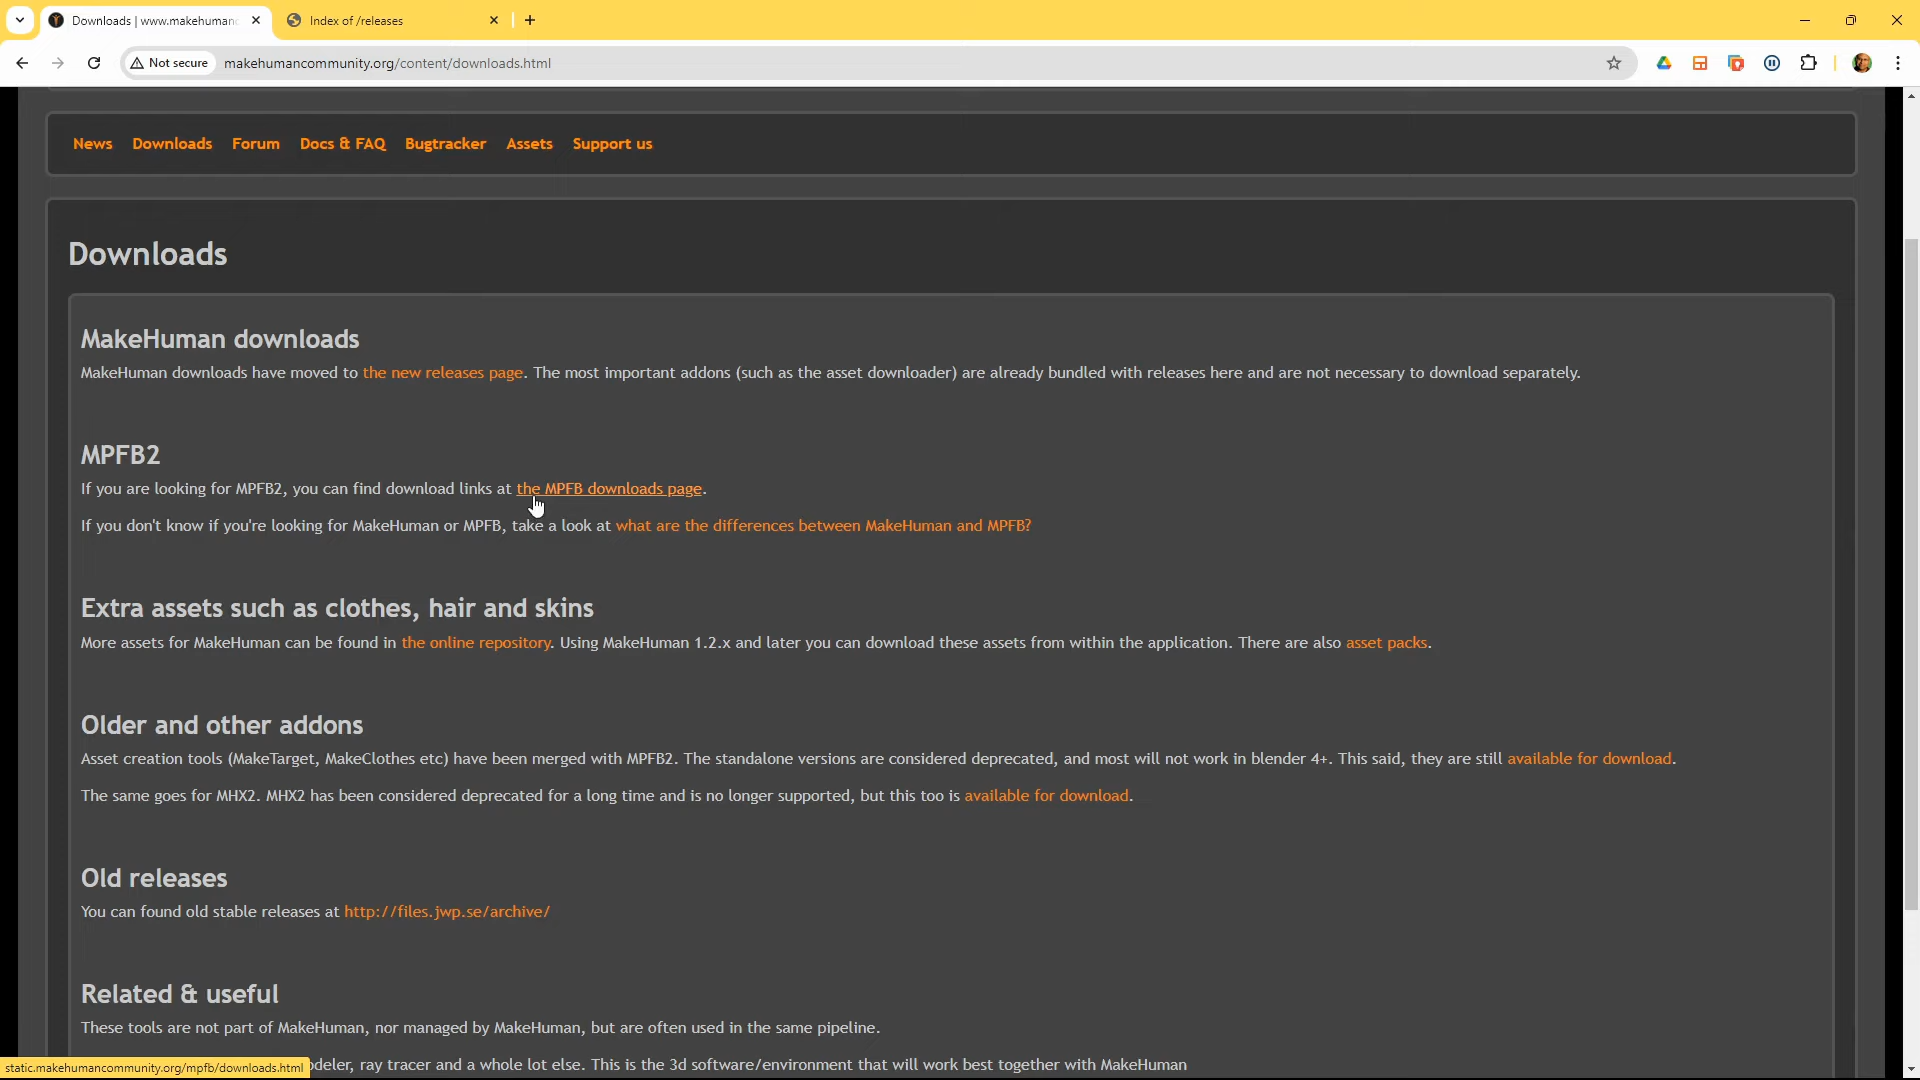 Downloads | www.makehuman
Index of /releases
Not secure
makehumancommunity.org/content/downloads.html
News Downloads Forum Docs & FAQ Bugtracker Assets Support us
Downloads
MakeHuman downloads
MakeHuman downloads have moved to the new releases page. The most important addons (such as the asset downloader) are already bundled with releases here and are not necessary to download separately.
MPFB2
If you are looking for MPFB2, you can find download links at the MPFB downloads page.
If you don't know if you're looking for MakeHuman or MPFB, take a look at what are the differences between MakeHuman and MPFB?
Extra assets such as clothes, hair and skins
More assets for MakeHuman can be found in the online repository. Using MakeHuman 1.2.x and later you can download these assets from within the application. There are also asset packs.
Older and other addons
Asset creation tools (MakeTarget, MakeClothes etc) have been merged with MPFB2. The standalone versions are considered deprecated, and most will not work in blender 4+. This said, they are still available for download.
The same goes for MHX2. MHX2 has been considered deprecated for a long time and is no longer supported, but this too is available for download.
Old releases
You can found old stable releases at http://files.jwp.se/archive/
Related & useful
These tools are not part of MakeHuman, nor managed by MakeHuman, but are often used in the same pipeline.
static.makehumancommunity.org/mpfb/downloads.html
odeler, ray tracer and a whole lot else. This is the 3d software/environment that will work best together with MakeHuman